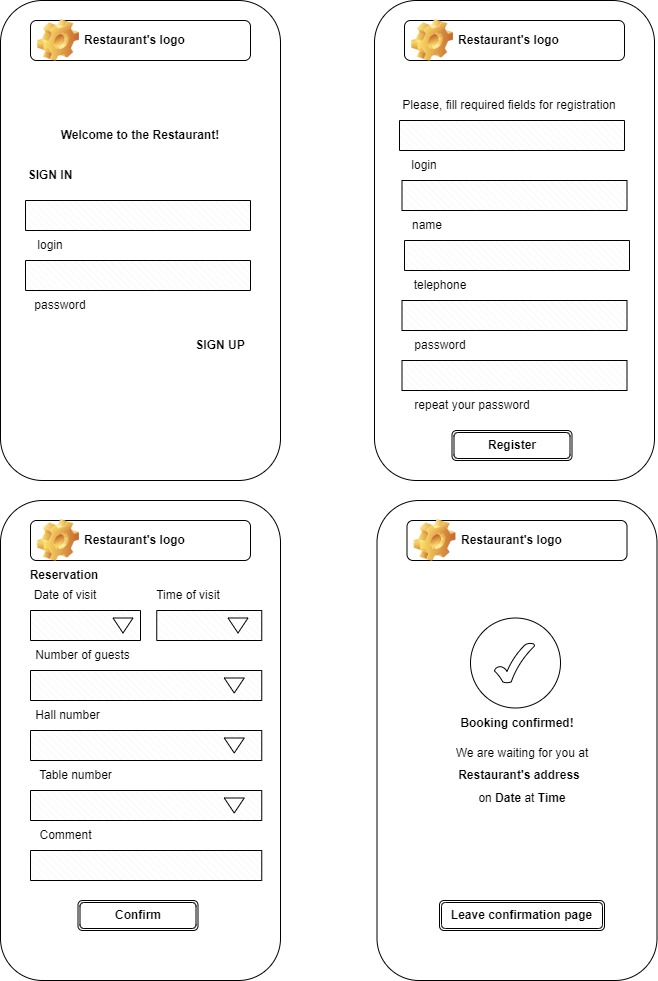 Restaurant's logo
Welcome to the Restaurant!
SIGN IN
login
password
SIGN UP
Restaurant's logo
Please, fill required fields for registration
login
name
telephone
password
repeat your password
Register
Restaurant's logo
Reservation
Date of visit Time of visit
Number of guests
Hall number
Table number
Comment
Confirm
Restaurant's logo
Booking confirmed!
We are waiting for you at
Restaurant's address
on Date at Time
Leave confirmation page